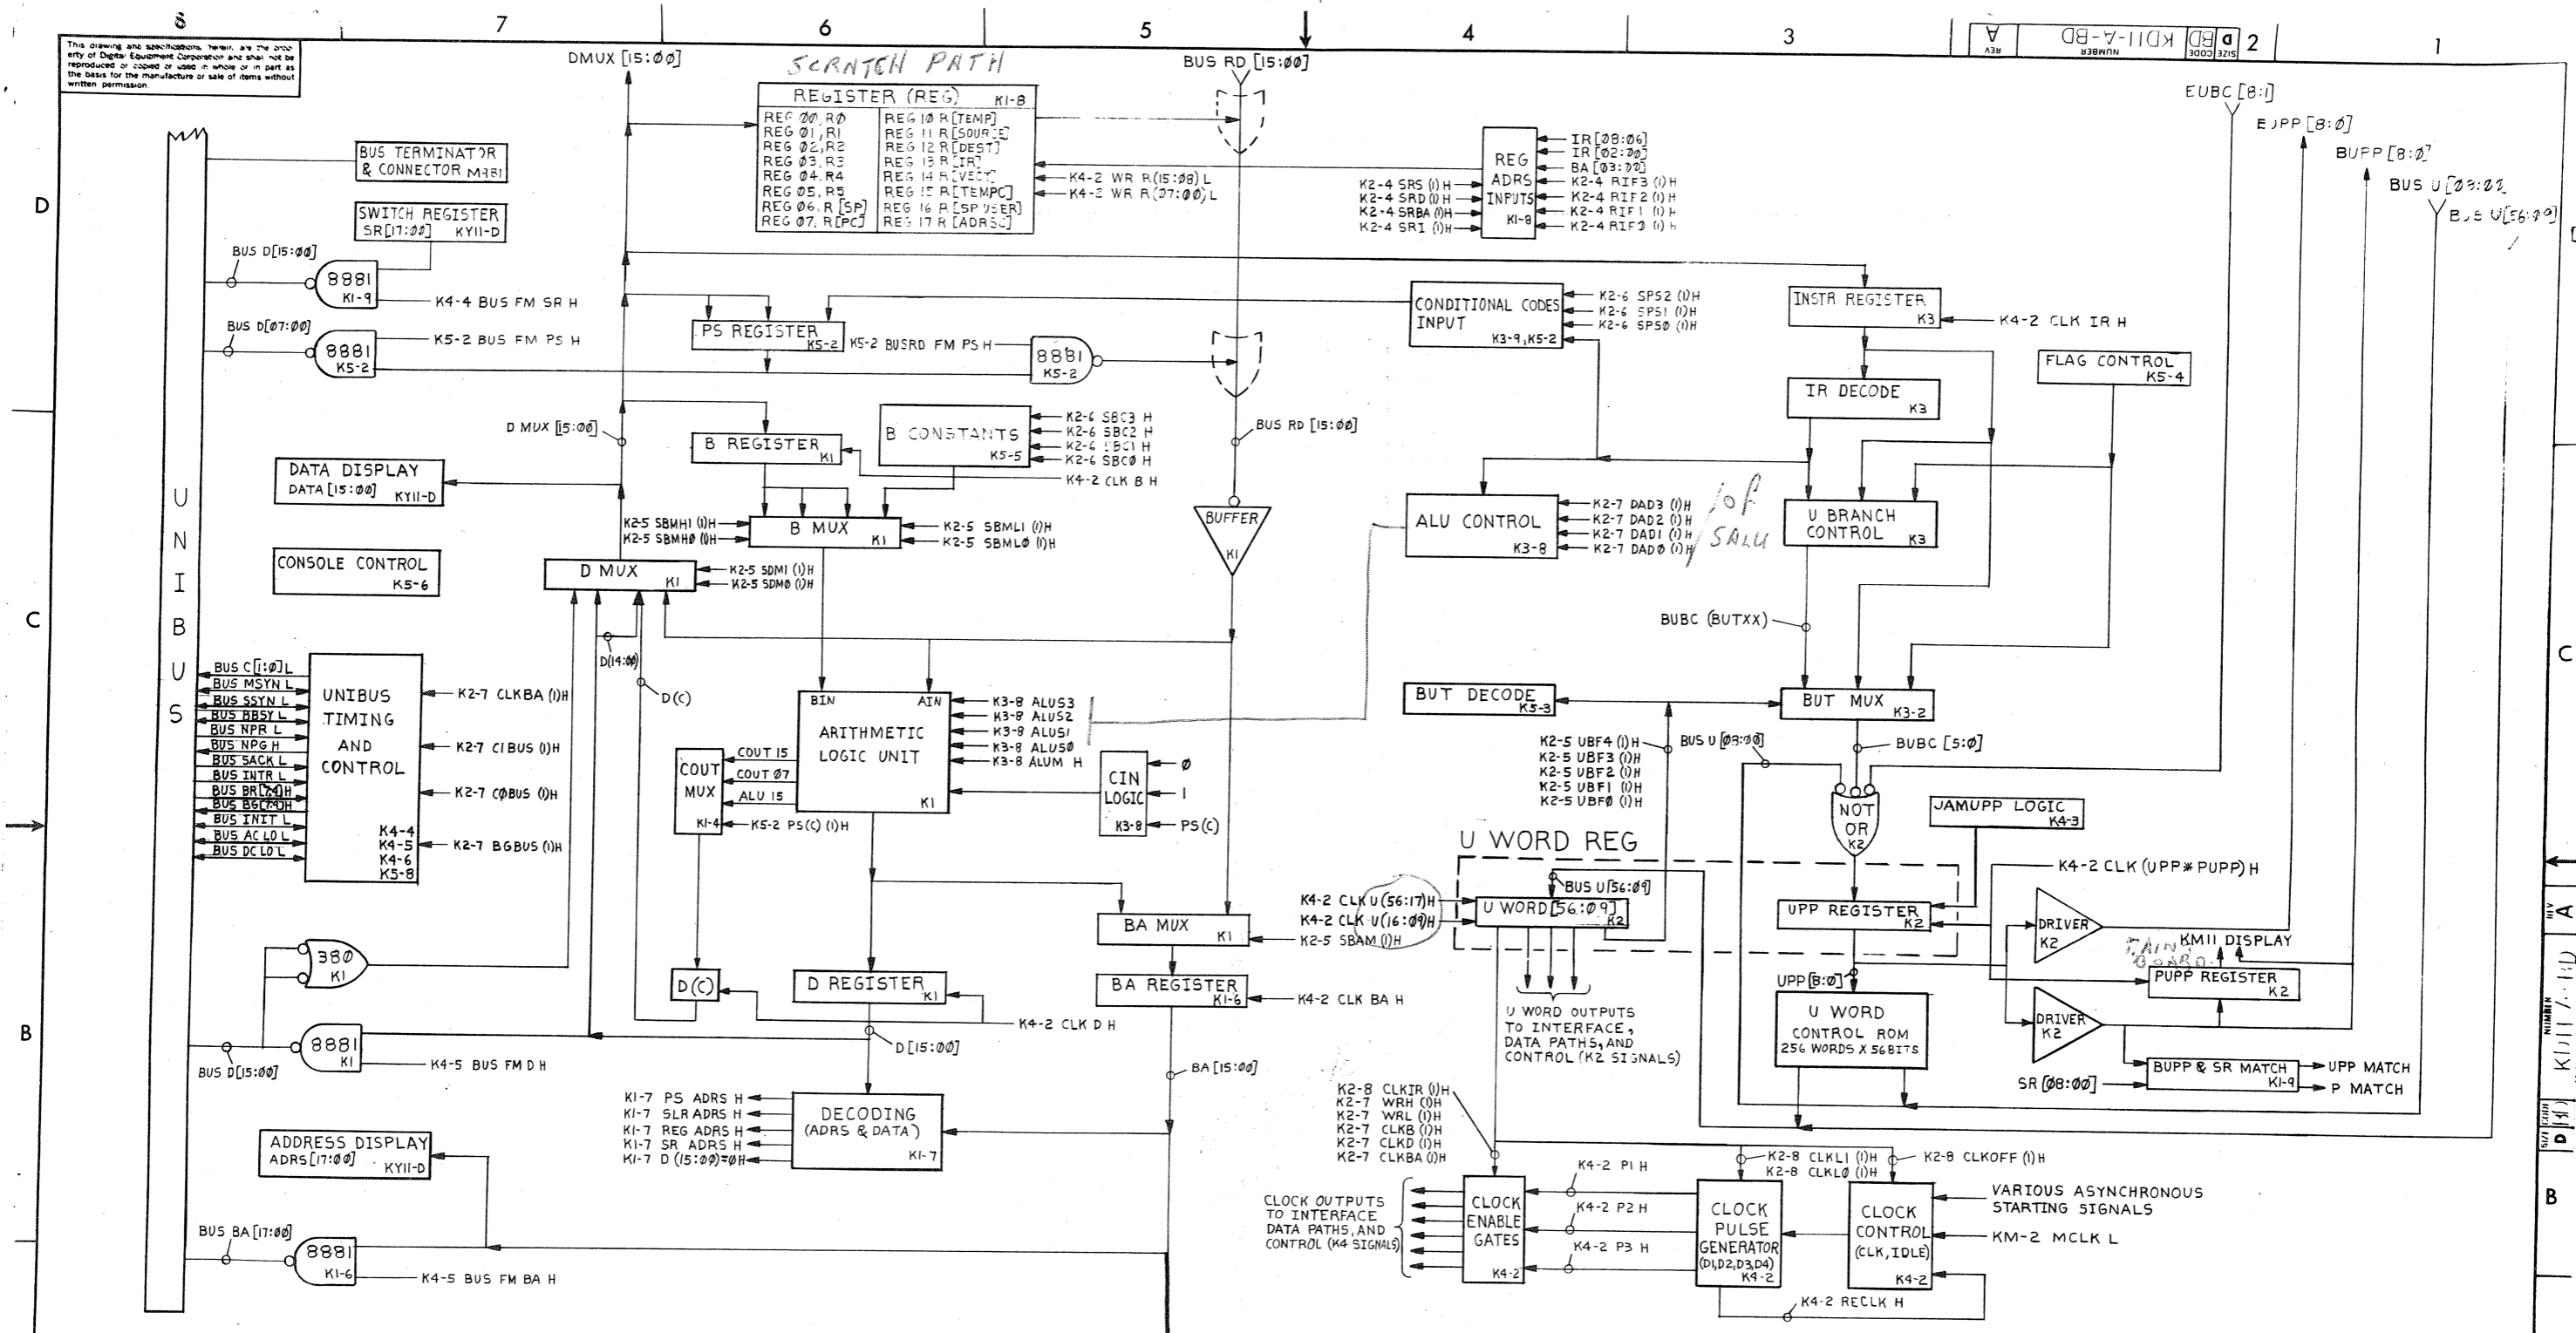 8
7
6
5
4
3
2
1
This drawing and specifications, herein, are the prop-
erty of Digital Equipment Corporation and shall not be
reproduced or copied or used in whole or in part as
the basis for the manufacture or sale of items without
written permission.
SIZE
D
CODE
BD
NUMBER
KD11-A-BD
REV
A
D
C
B
UNIBUS
DMUX [15:00]
SCRATCH PATH
BUS RD [15:00]
REGISTER (REG) K1-8
REG 00, R0
REG 01, R1
REG 02, R2
REG 03, R3
REG 04, R4
REG 05, R5
REG 06, R[SP]
REG 07, R[PC]
REG 10 R[TEMP]
REG 11 R[SOURCE]
REG 12 R[DEST]
REG 13 R[IR]
REG 14 R[VECT]
REG 15 R[TEMPC]
REG 16 R[SP USER]
REG 17 R[ADRSC]
K4-2 WR R(15:08) L
K4-2 WR R(07:00) L
REG
ADRS
INPUTS
K1-8
IR [08:06]
IR [02:00]
BA [03:00]
K2-4 RIF3 (1)H
K2-4 RIF2 (1)H
K2-4 RIF1 (1)H
K2-4 RIF0 (1)H
K2-4 SRS (1)H
K2-4 SRD (1)H
K2-4 SRBA (1)H
K2-4 SRI (1)H
EUBC [8:1]
EUPP [8:0]
BUPP [8:0]
BUS U [08:00]
BUS U[56:09]
BUS TERMINATOR
& CONNECTOR M981
SWITCH REGISTER
SR[17:00] KY11-D
BUS D[15:00]
8881
K1-9
K4-4 BUS FM SR H
BUS D[07:00]
8881
K5-2
K5-2 BUS FM PS H
PS REGISTER
K5-2
K5-2 BUSRD FM PS H
8881
K5-2
CONDITIONAL CODES
INPUT
K3-9, K5-2
K2-6 SPS2 (1)H
K2-6 SPS1 (1)H
K2-6 SPS0 (1)H
INSTR REGISTER
K3
K4-2 CLK IR H
FLAG CONTROL
K5-4
IR DECODE
K3
D MUX [15:00]
B REGISTER
K1
B CONSTANTS
K5-5
K2-6 SBC3 H
K2-6 SBC2 H
K2-6 SBC1 H
K2-6 SBC0 H
K4-2 CLK B H
BUS RD [15:00]
DATA DISPLAY
DATA [15:00] KY11-D
K2-5 SBMH1 (1)H
K2-5 SBMH0 (1)H
B MUX
K1
K2-5 SBML1 (1)H
K2-5 SBML0 (1)H
BUFFER
K1
ALU CONTROL
K3-8
K2-7 DAD3 (1)H
K2-7 DAD2 (1)H
K2-7 DAD1 (1)H
K2-7 DAD0 (1)H
of
SALU
U BRANCH
CONTROL
K3
CONSOLE CONTROL
K5-6
D MUX
K1
K2-5 SDM1 (1)H
K2-5 SDM0 (1)H
D(14:00)
D(C)
BUBC (BUTXX)
BUS C[1:0] L
BUS MSYN L
BUS SSYN L
BUS BBSY L
BUS NPR L
BUS NPG H
BUS SACK L
BUS INTR L
BUS BR[7:4]H
BUS BG[7:4]H
BUS INIT L
BUS AC LO L
BUS DC LO L
UNIBUS
TIMING
AND
CONTROL
K4-4
K4-5
K4-6
K5-8
K2-7 CLKBA (1)H
K2-7 C1BUS (1)H
K2-7 C0BUS (1)H
K2-7 BGBUS (1)H
BIN AIN
ARITHMETIC
LOGIC UNIT
K1
K3-8 ALUS3
K3-8 ALUS2
K3-8 ALUS1
K3-8 ALUS0
K3-8 ALUM H
COUT
MUX
K1-4
COUT 15
COUT 07
ALU 15
K5-2 PS(C) (1)H
CIN
LOGIC
K3-8
0
1
PS(C)
BUT DECODE
K5-3
BUT MUX
K3-2
K2-5 UBF4 (1)H
K2-5 UBF3 (1)H
K2-5 UBF2 (1)H
K2-5 UBF1 (1)H
K2-5 UBF0 (1)H
BUS U [08:00]
BUBC [5:0]
NOT
OR
K2
JAMUPP LOGIC
K4-3
K4-2 CLK (UPP*PUPP) H
U WORD REG
BUS U[56:09]
K4-2 CLK U(56:17)H
K4-2 CLK U(16:09)H
U WORD[56:09]
K2
UPP REGISTER
K2
DRIVER
K2
KM11 DISPLAY
PUPP REGISTER
K2
DRIVER
K2
BUPP & SR MATCH
K1-9
UPP MATCH
P MATCH
SR[08:00]
BA MUX
K1
K2-5 SBAM (1)H
380
K1
D(C)
D REGISTER
K1
BA REGISTER
K1-6
K4-2 CLK BA H
K4-2 CLK D H
UPP[8:0]
U WORD
CONTROL ROM
256 WORDS X 56BITS
U WORD OUTPUTS
TO INTERFACE,
DATA PATHS, AND
CONTROL (K2 SIGNALS)
8881
K1
BUS D[15:00]
K4-5 BUS FM D H
D[15:00]
BA [15:00]
K1-7 PS ADRS H
K1-7 SLR ADRS H
K1-7 REG ADRS H
K1-7 SR ADRS H
K1-7 D (15:00)=0H
DECODING
(ADRS & DATA)
K1-7
ADDRESS DISPLAY
ADRS[17:00] KY11-D
K2-8 CLKIR (1)H
K2-7 WRH (1)H
K2-7 WRL (1)H
K2-7 CLKB (1)H
K2-7 CLKD (1)H
K2-7 CLKBA (1)H
K2-8 CLKL1 (1)H
K2-8 CLKL0 (1)H
K2-8 CLKOFF (1)H
CLOCK OUTPUTS
TO INTERFACE
DATA PATHS, AND
CONTROL (K4 SIGNALS)
CLOCK
ENABLE
GATES
K4-2
K4-2 P1 H
K4-2 P2 H
K4-2 P3 H
CLOCK
PULSE
GENERATOR
(D1,D2,D3,D4)
K4-2
CLOCK
CONTROL
(CLK, IDLE)
K4-2
VARIOUS ASYNCHRONOUS
STARTING SIGNALS
KM-2 MCLK L
K4-2 RECLK H
BUS BA [17:00]
8881
K1-6
K4-5 BUS FM BA H
C
B
REV
A
NUMBER
D